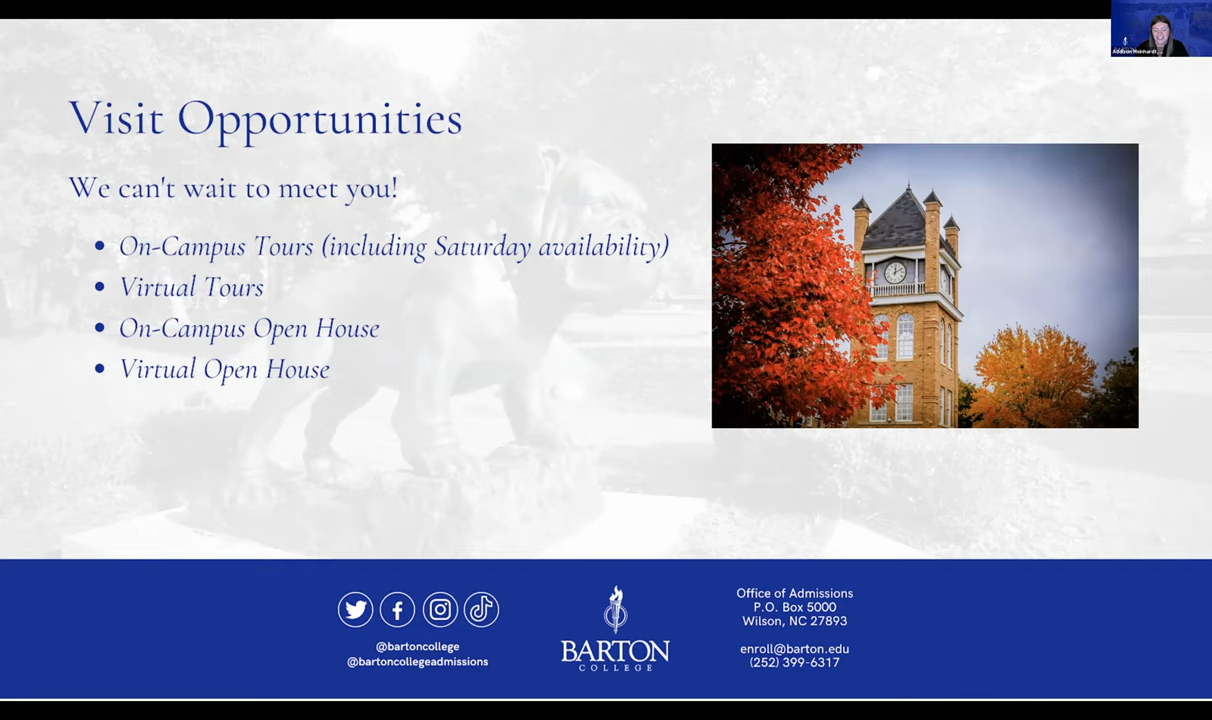 Visit Opportunities
We can't wait to meet you!
On-Campus Tours (including Saturday availability)
Virtual Tours
On-Campus Open House
Virtual Open House
@bartoncollege
@bartoncollegeadmissions
BARTON
COLLEGE
Office of Admissions
P.O. Box 5000
Wilson, NC 27893
enroll@barton.edu
(252) 399-6317